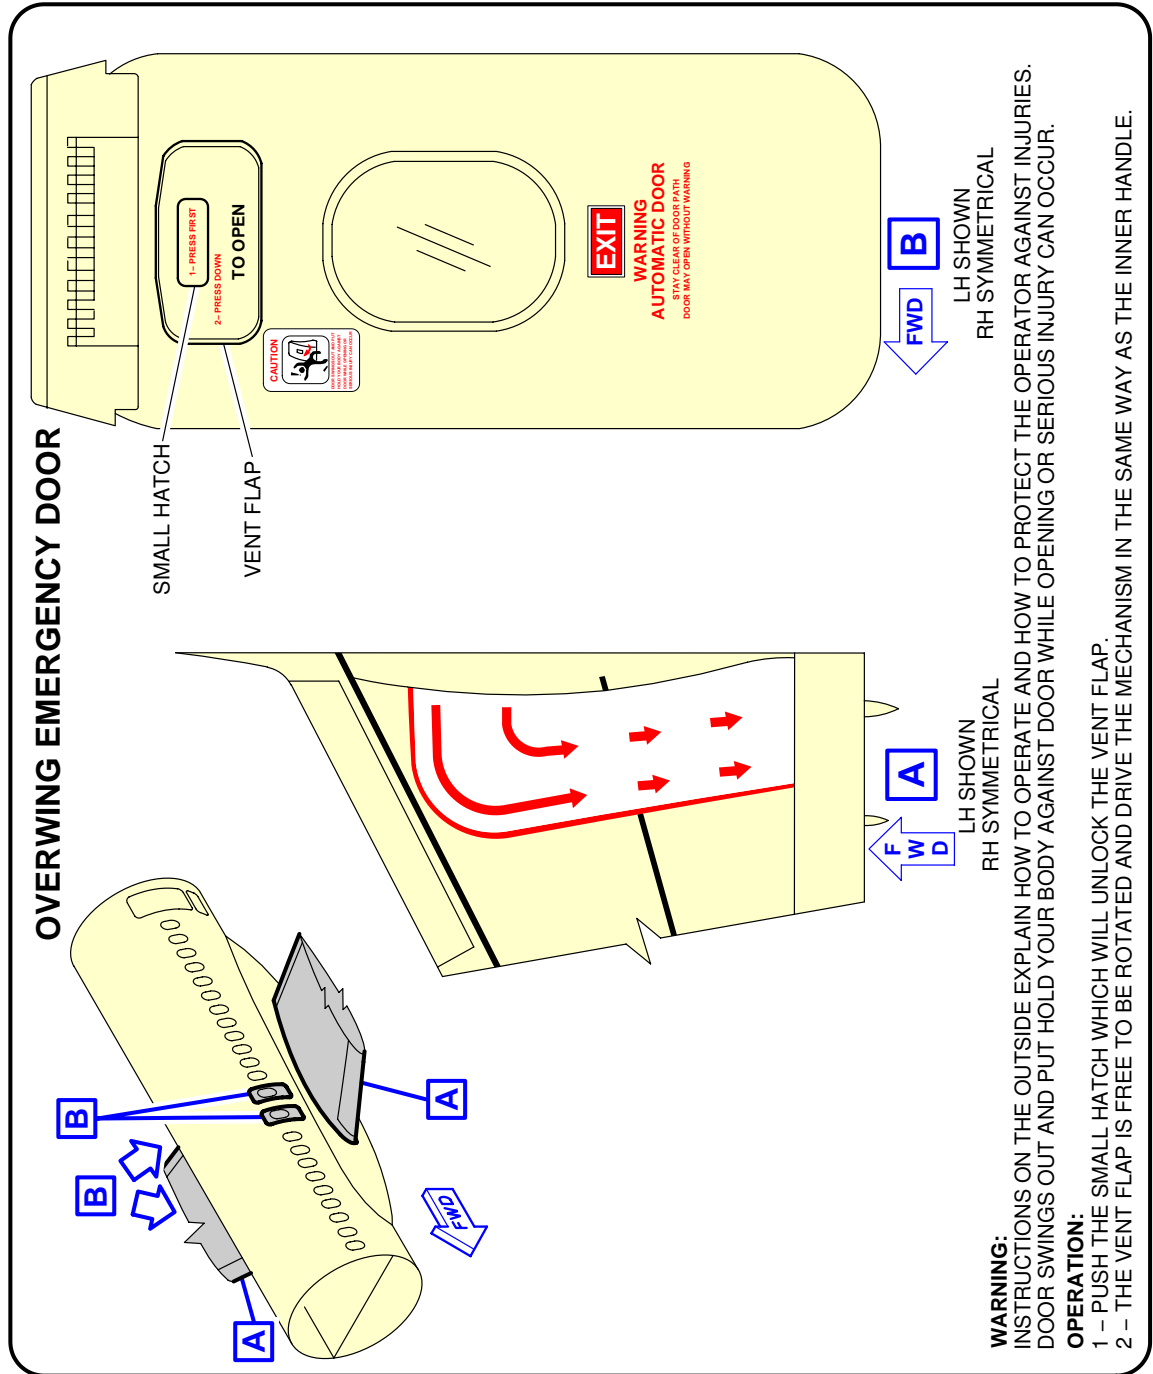 OVERWING EMERGENCY DOOR
B
B
A
A
FWD
F
W
D
A
LH SHOWN
RH SYMMETRICAL
SMALL HATCH
VENT FLAP
1– PRESS FIRST
2– PRESS DOWN
TO OPEN
CAUTION
EXIT
WARNING
AUTOMATIC DOOR
STAY CLEAR OF DOOR PATH
DOOR MAY OPEN WITHOUT WARNING
FWD
B
LH SHOWN
RH SYMMETRICAL
WARNING:
INSTRUCTIONS ON THE OUTSIDE EXPLAIN HOW TO OPERATE AND HOW TO PROTECT THE OPERATOR AGAINST INJURIES.
DOOR SWINGS OUT AND PUT HOLD YOUR BODY AGAINST DOOR WHILE OPENING OR SERIOUS INJURY CAN OCCUR.
OPERATION:
1 – PUSH THE SMALL HATCH WHICH WILL UNLOCK THE VENT FLAP.
2 – THE VENT FLAP IS FREE TO BE ROTATED AND DRIVE THE MECHANISM IN THE SAME WAY AS THE INNER HANDLE.